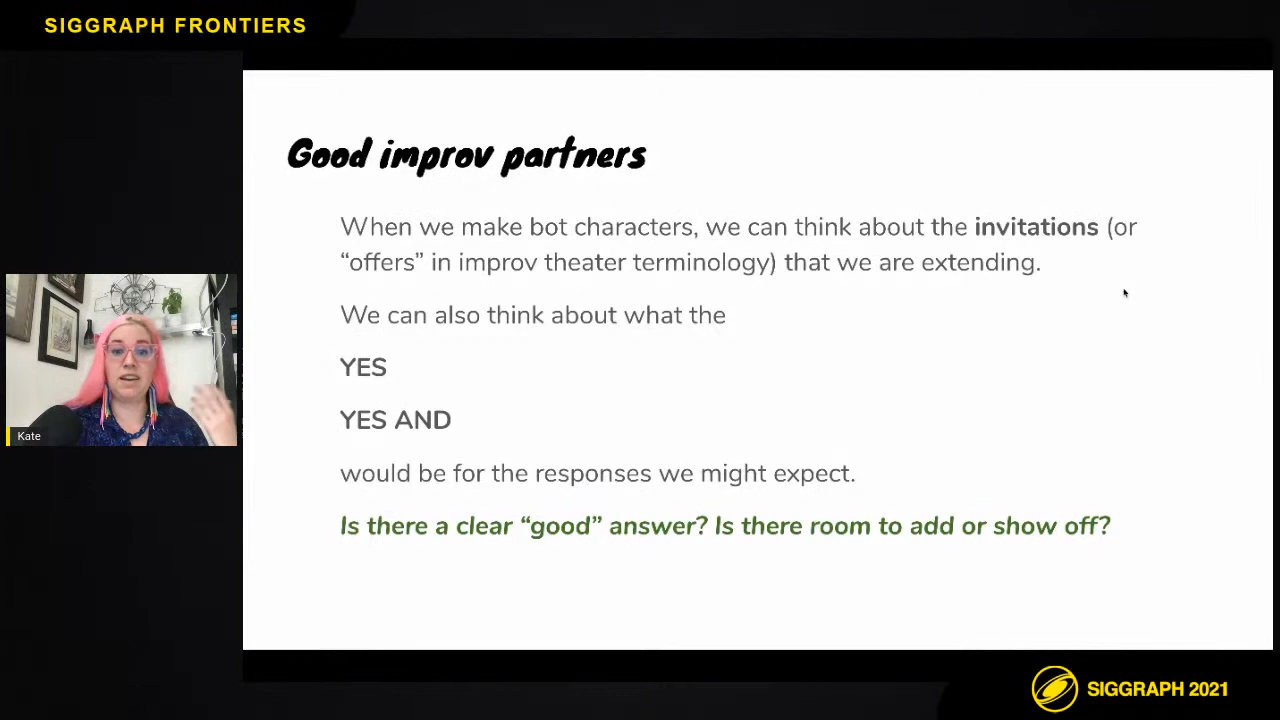 SIGGRAPH FRONTIERS
Good improv partners
When we make bot characters, we can think about the invitations (or
“offers” in improv theater terminology) that we are extending.
We can also think about what the
YES
YES AND
would be for the responses we might expect.
Is there a clear “good” answer? Is there room to add or show off?
Kate
SIGGRAPH 2021